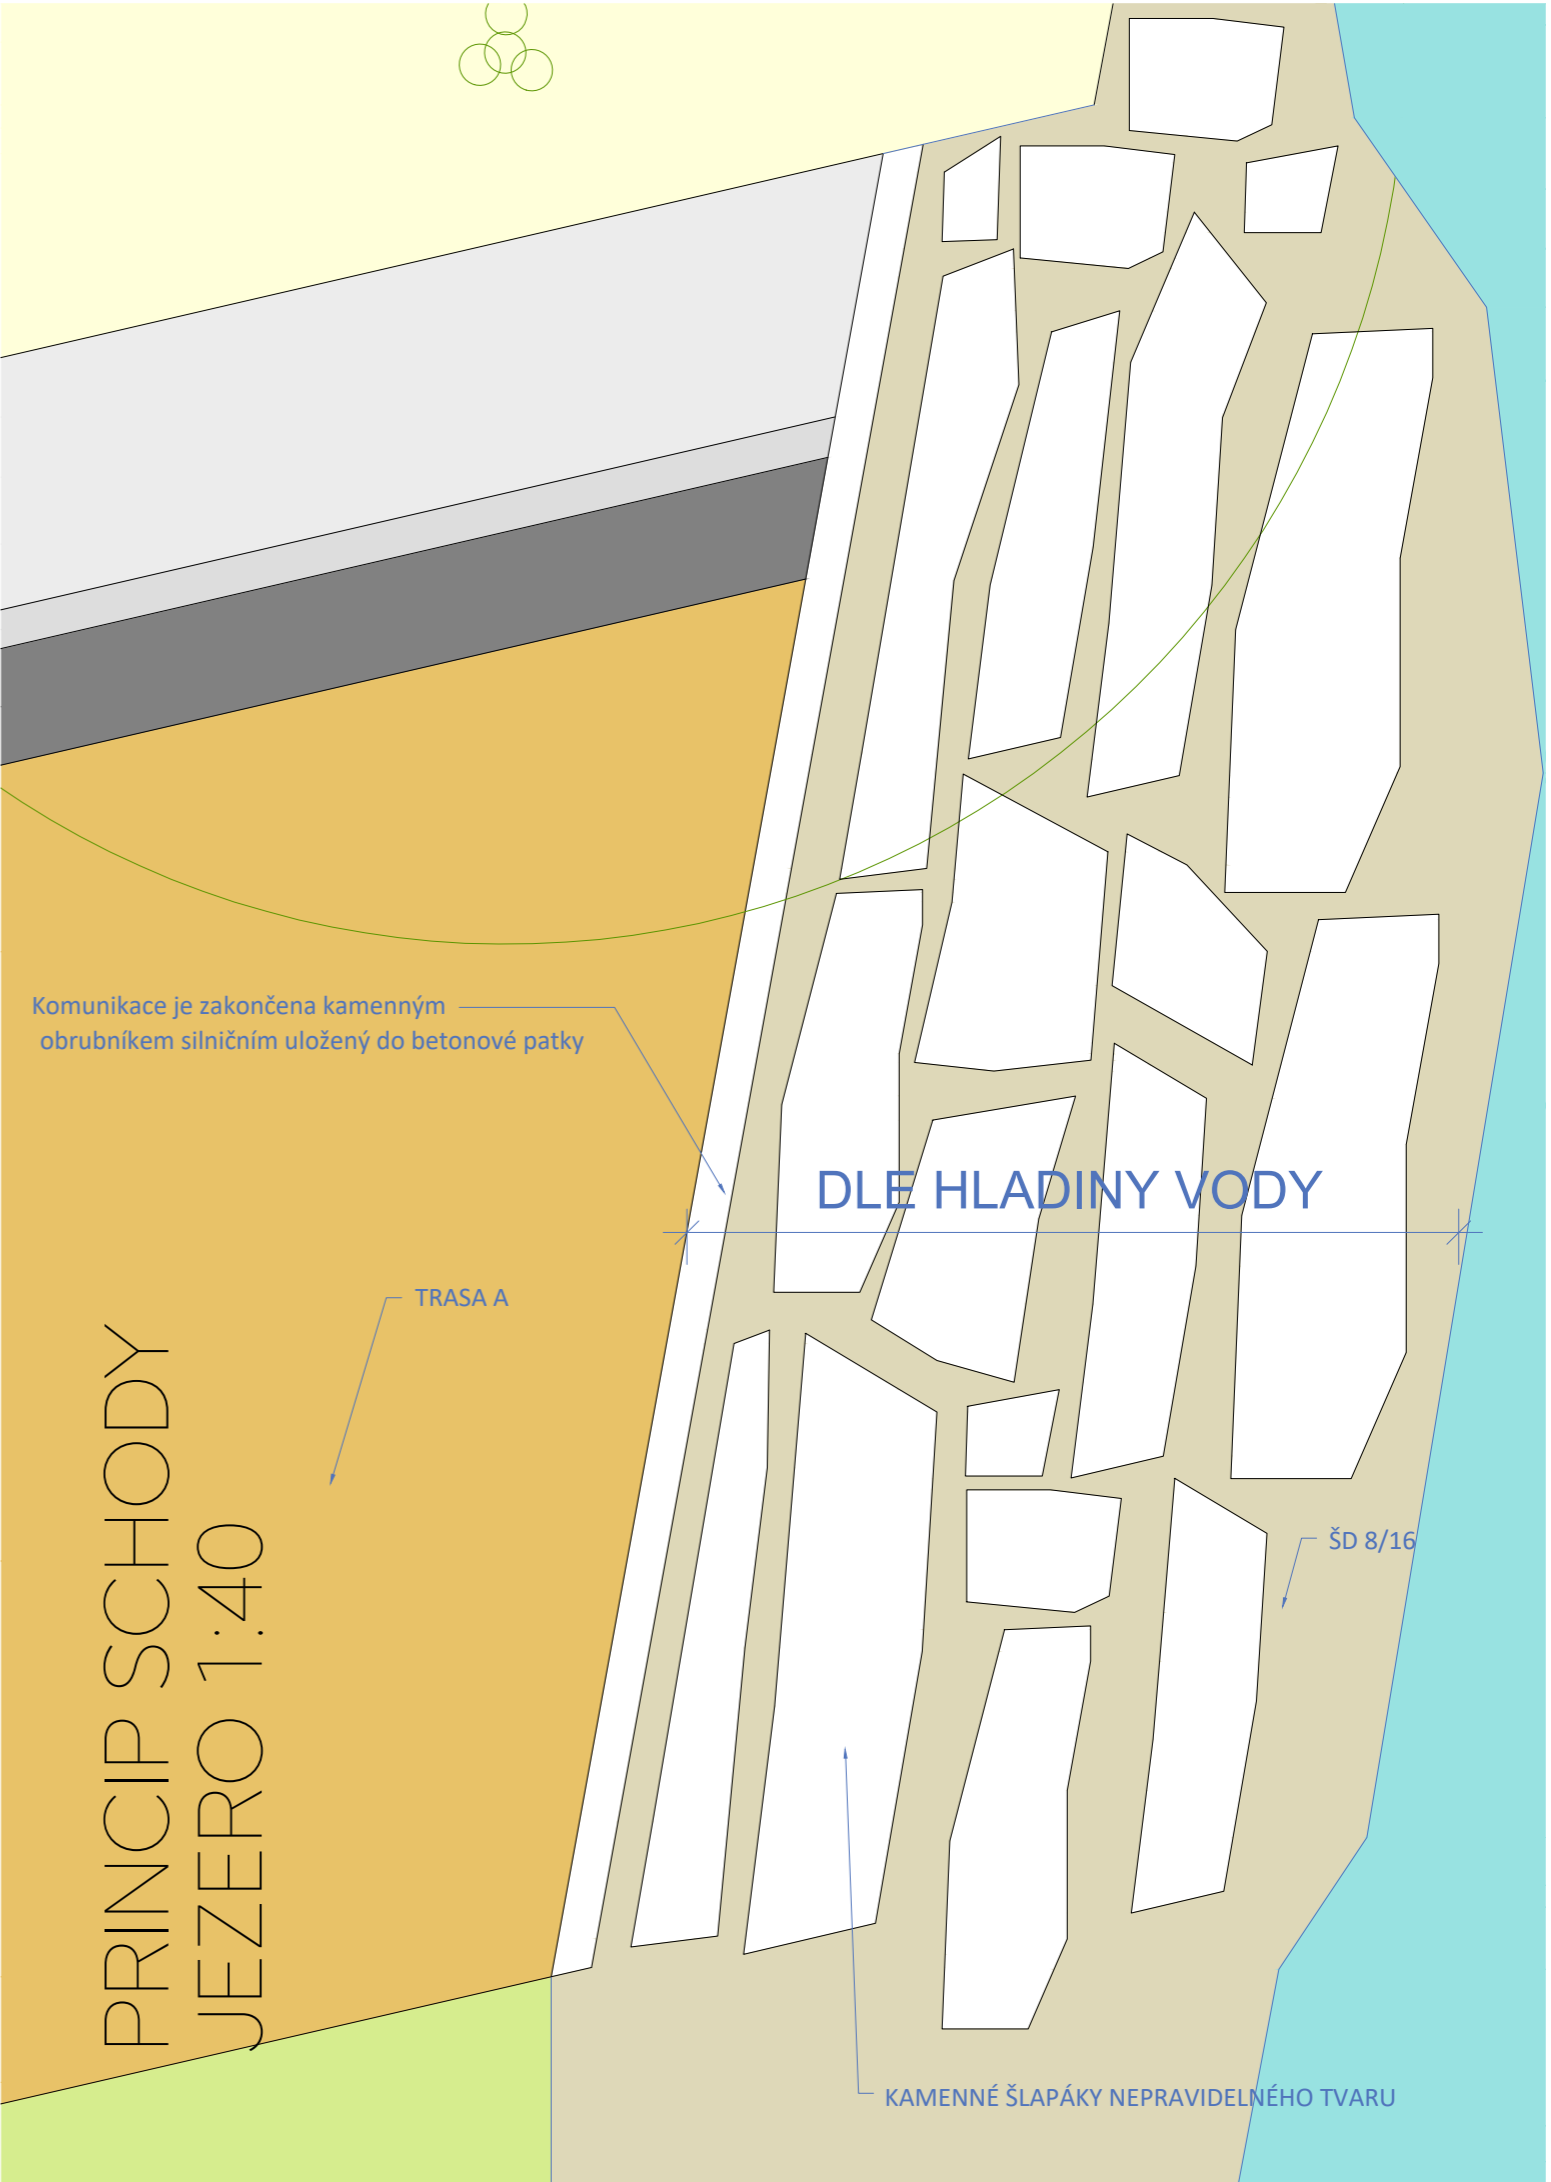 Komunikace je zakončena kamenným
obrubníkem silničním uložený do betonové patky
DLE HLADINY VODY
TRASA A
PRINCIP SCHODY
JEZERO 1:40
ŠD 8/16
KAMENNÉ ŠLAPÁKY NEPRAVIDELNÉHO TVARU